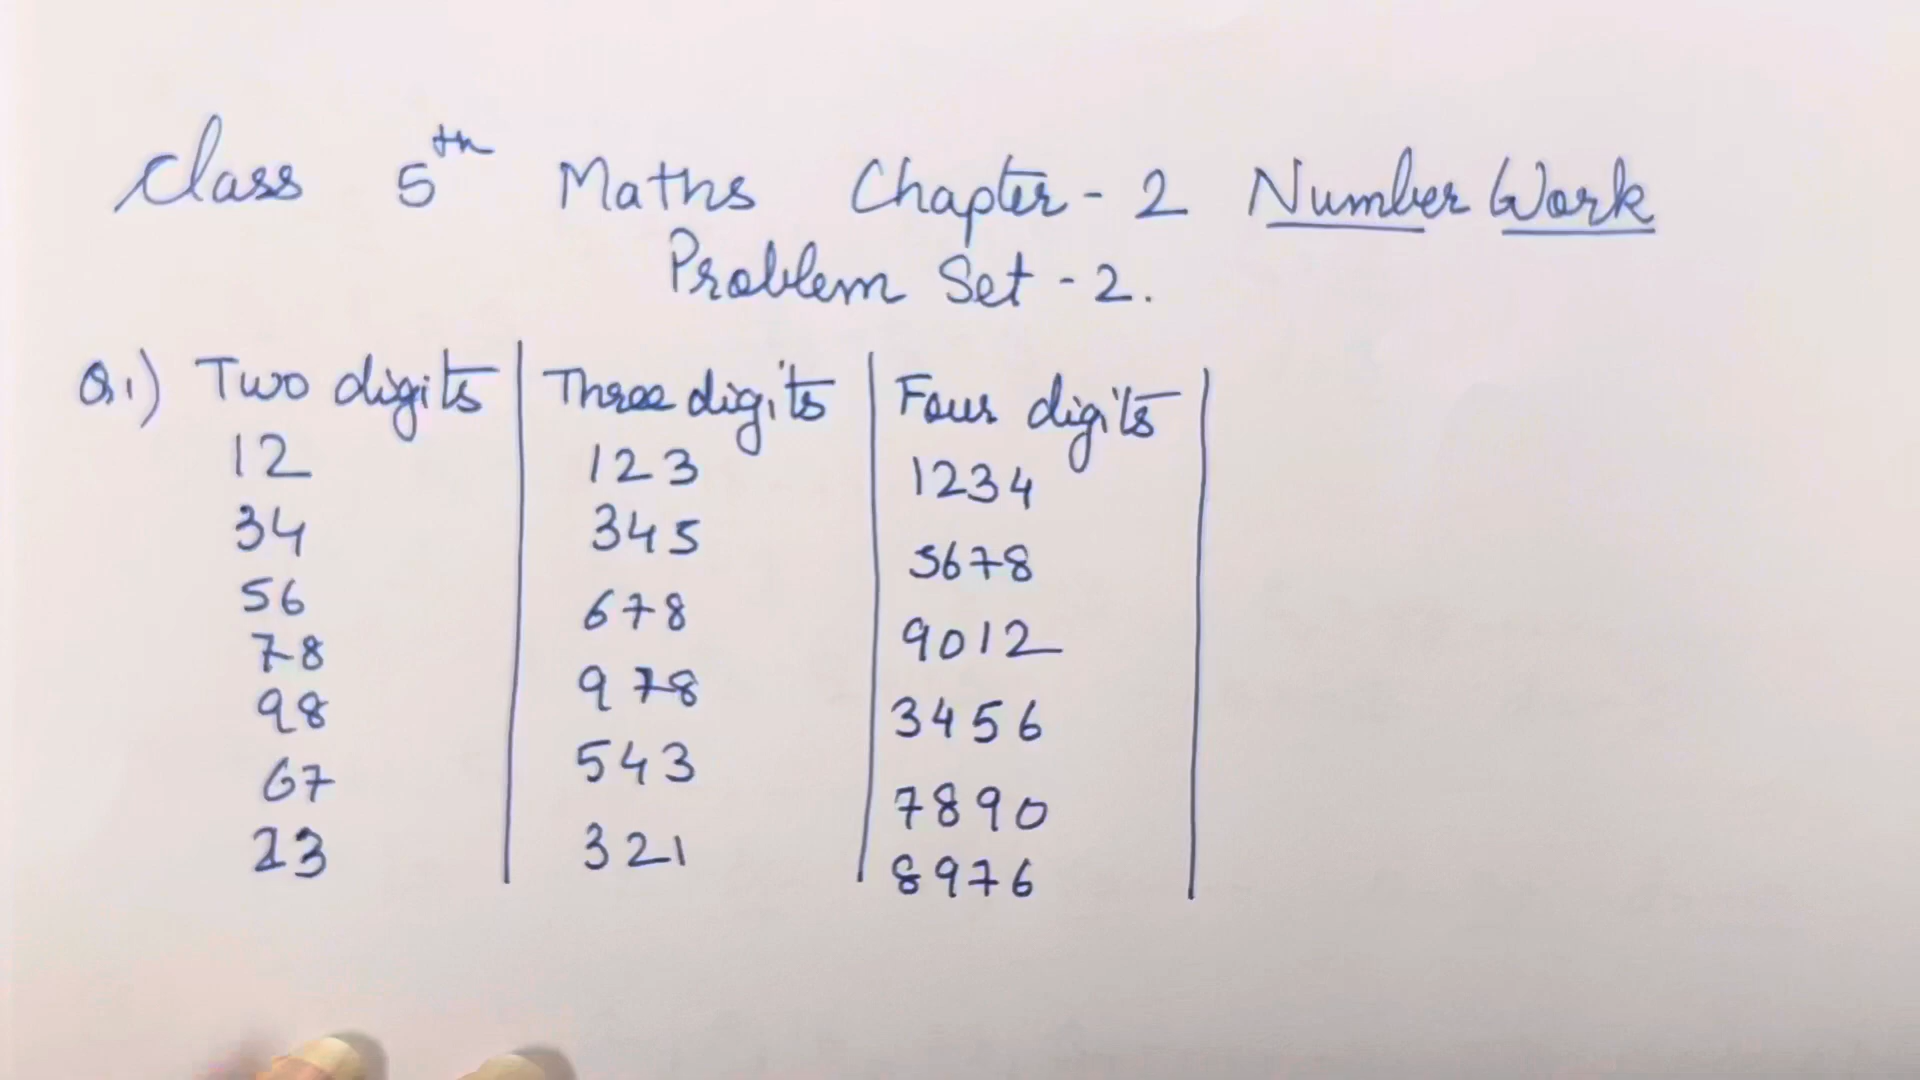 Class 5th Maths Chapter - 2 Number Work
Problem Set - 2.
Q.1) Two digits | Three digits | Four digits
12 123 1234
34 345 5678
56 678 9012
78 978 3456
98 543 7890
67 321 8976
23